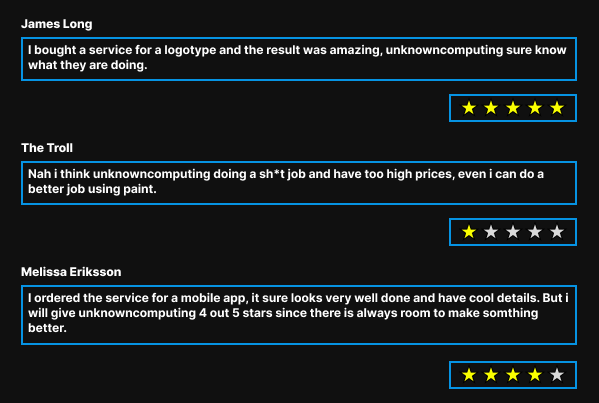 James Long
I bought a service for a logotype and the result was amazing, unknowncomputing sure know
what they are doing.
The Troll
Nah i think unknowncomputing doing a sh*t job and have too high prices, even i can do a
better job using paint.
Melissa Eriksson
I ordered the service for a mobile app, it sure looks very well done and have cool details. But i
will give unknowncomputing 4 out 5 stars since there is always room to make somthing
better.